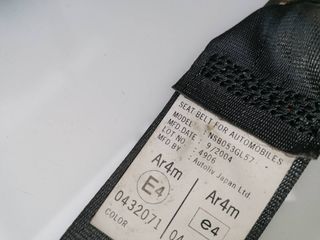 SEAT BELT FOR AUTOMOBILES
MODEL : NSB053GL57
MFD DATE : 9/2004
LOT NO. : 4906
MFD BY : Autoliv Japan Ltd
Ar4m
E4
0432071
COLOR
Ar4m
e4
04